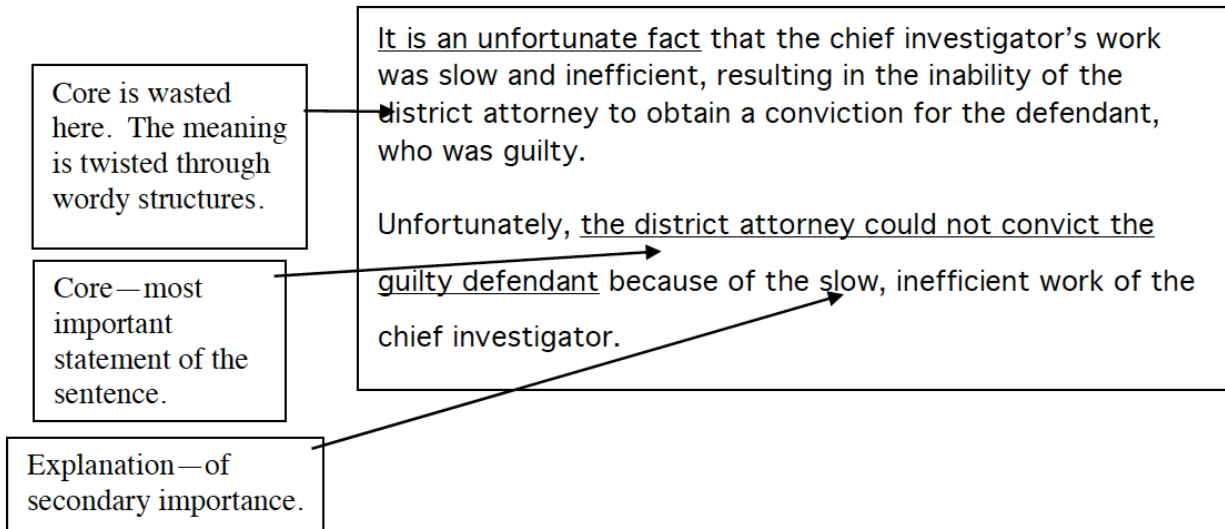 It is an unfortunate fact that the chief investigator’s work
was slow and inefficient, resulting in the inability of the
district attorney to obtain a conviction for the defendant,
who was guilty.
Unfortunately, the district attorney could not convict the
guilty defendant because of the slow, inefficient work of the
chief investigator.
Core is wasted
here.  The meaning
is twisted through
wordy structures.
Core—most
important
statement of the
sentence.
Explanation—of
secondary importance.